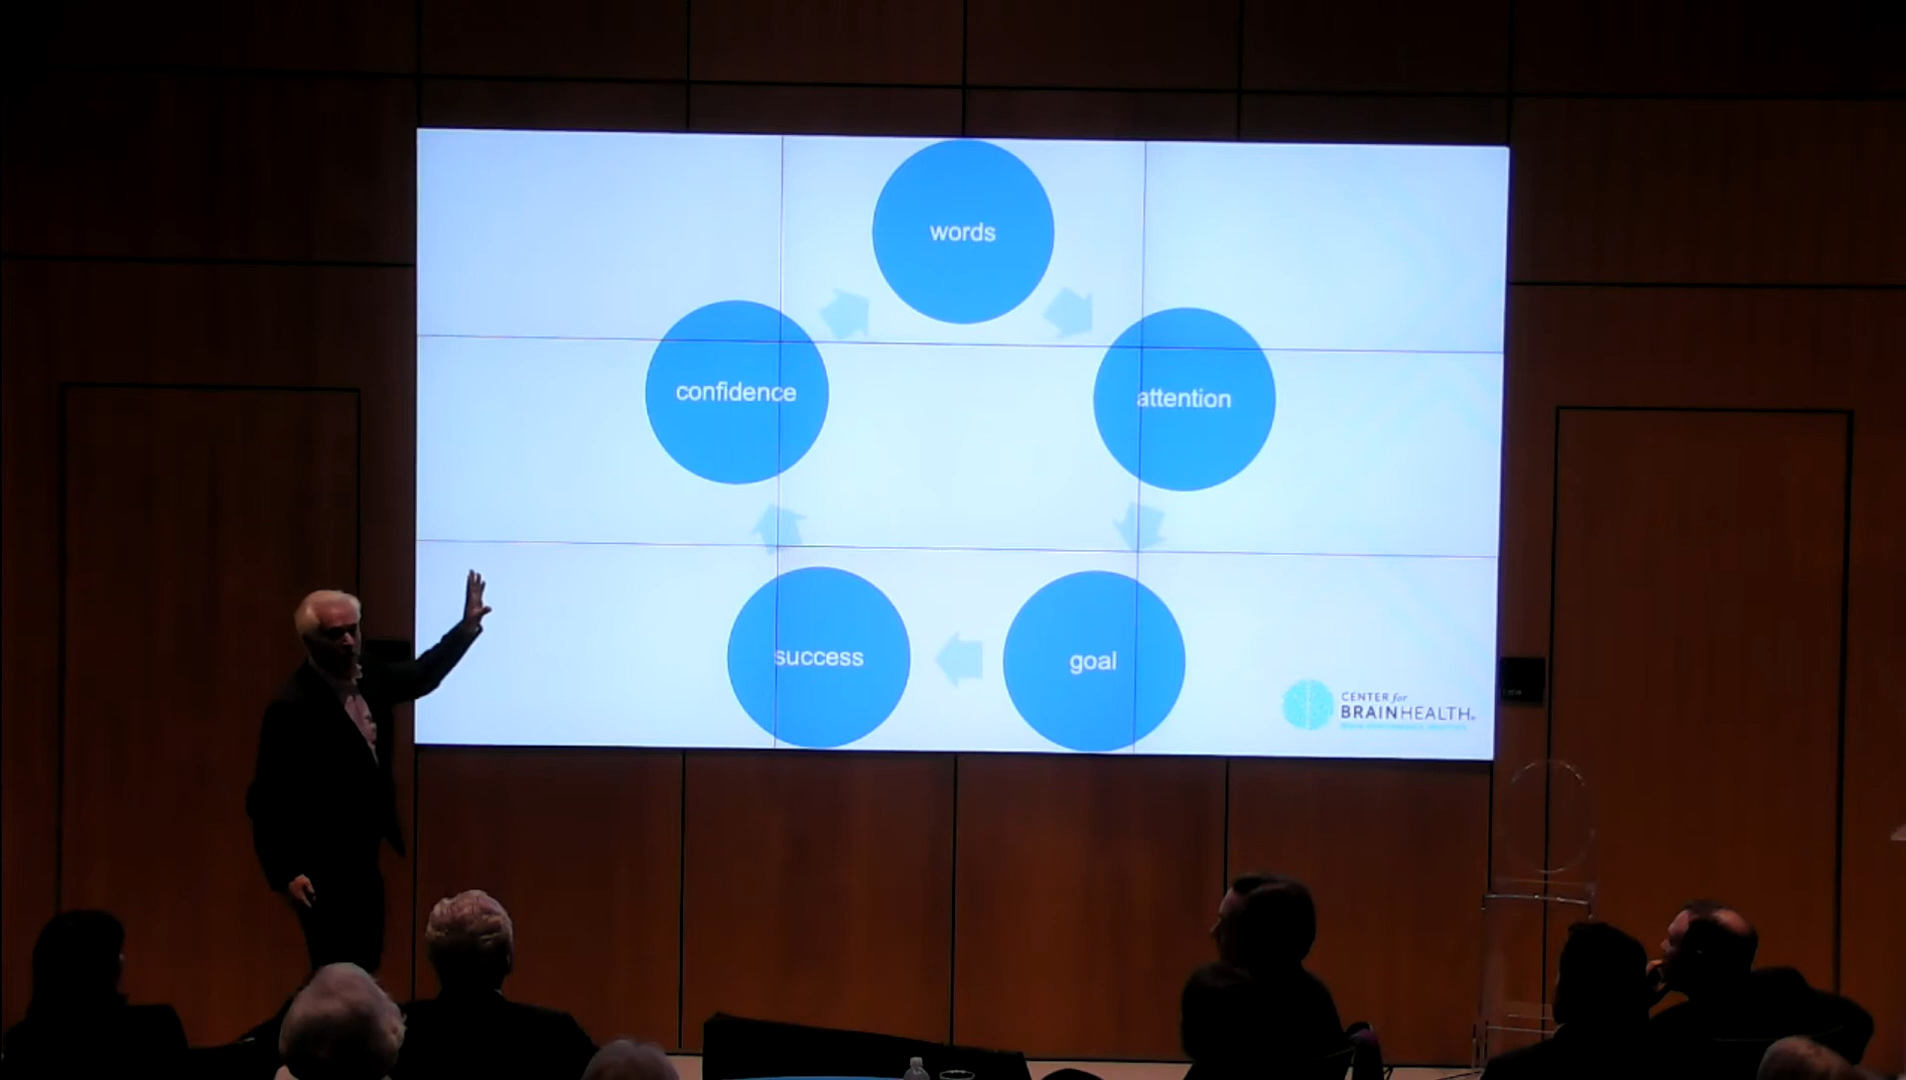 words
confidence
attention
success
goal
CENTER for
BRAINHEALTH